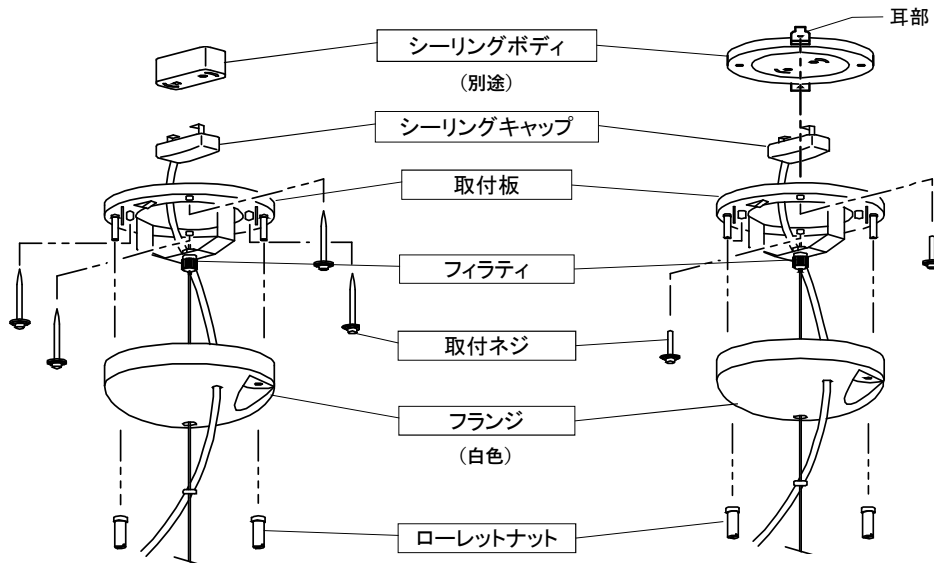 耳部
シーリングボディ
(別途)
シーリングキャップ
取付板
フィラティ
取付ネジ
フランジ
(白色)
ローレットナット